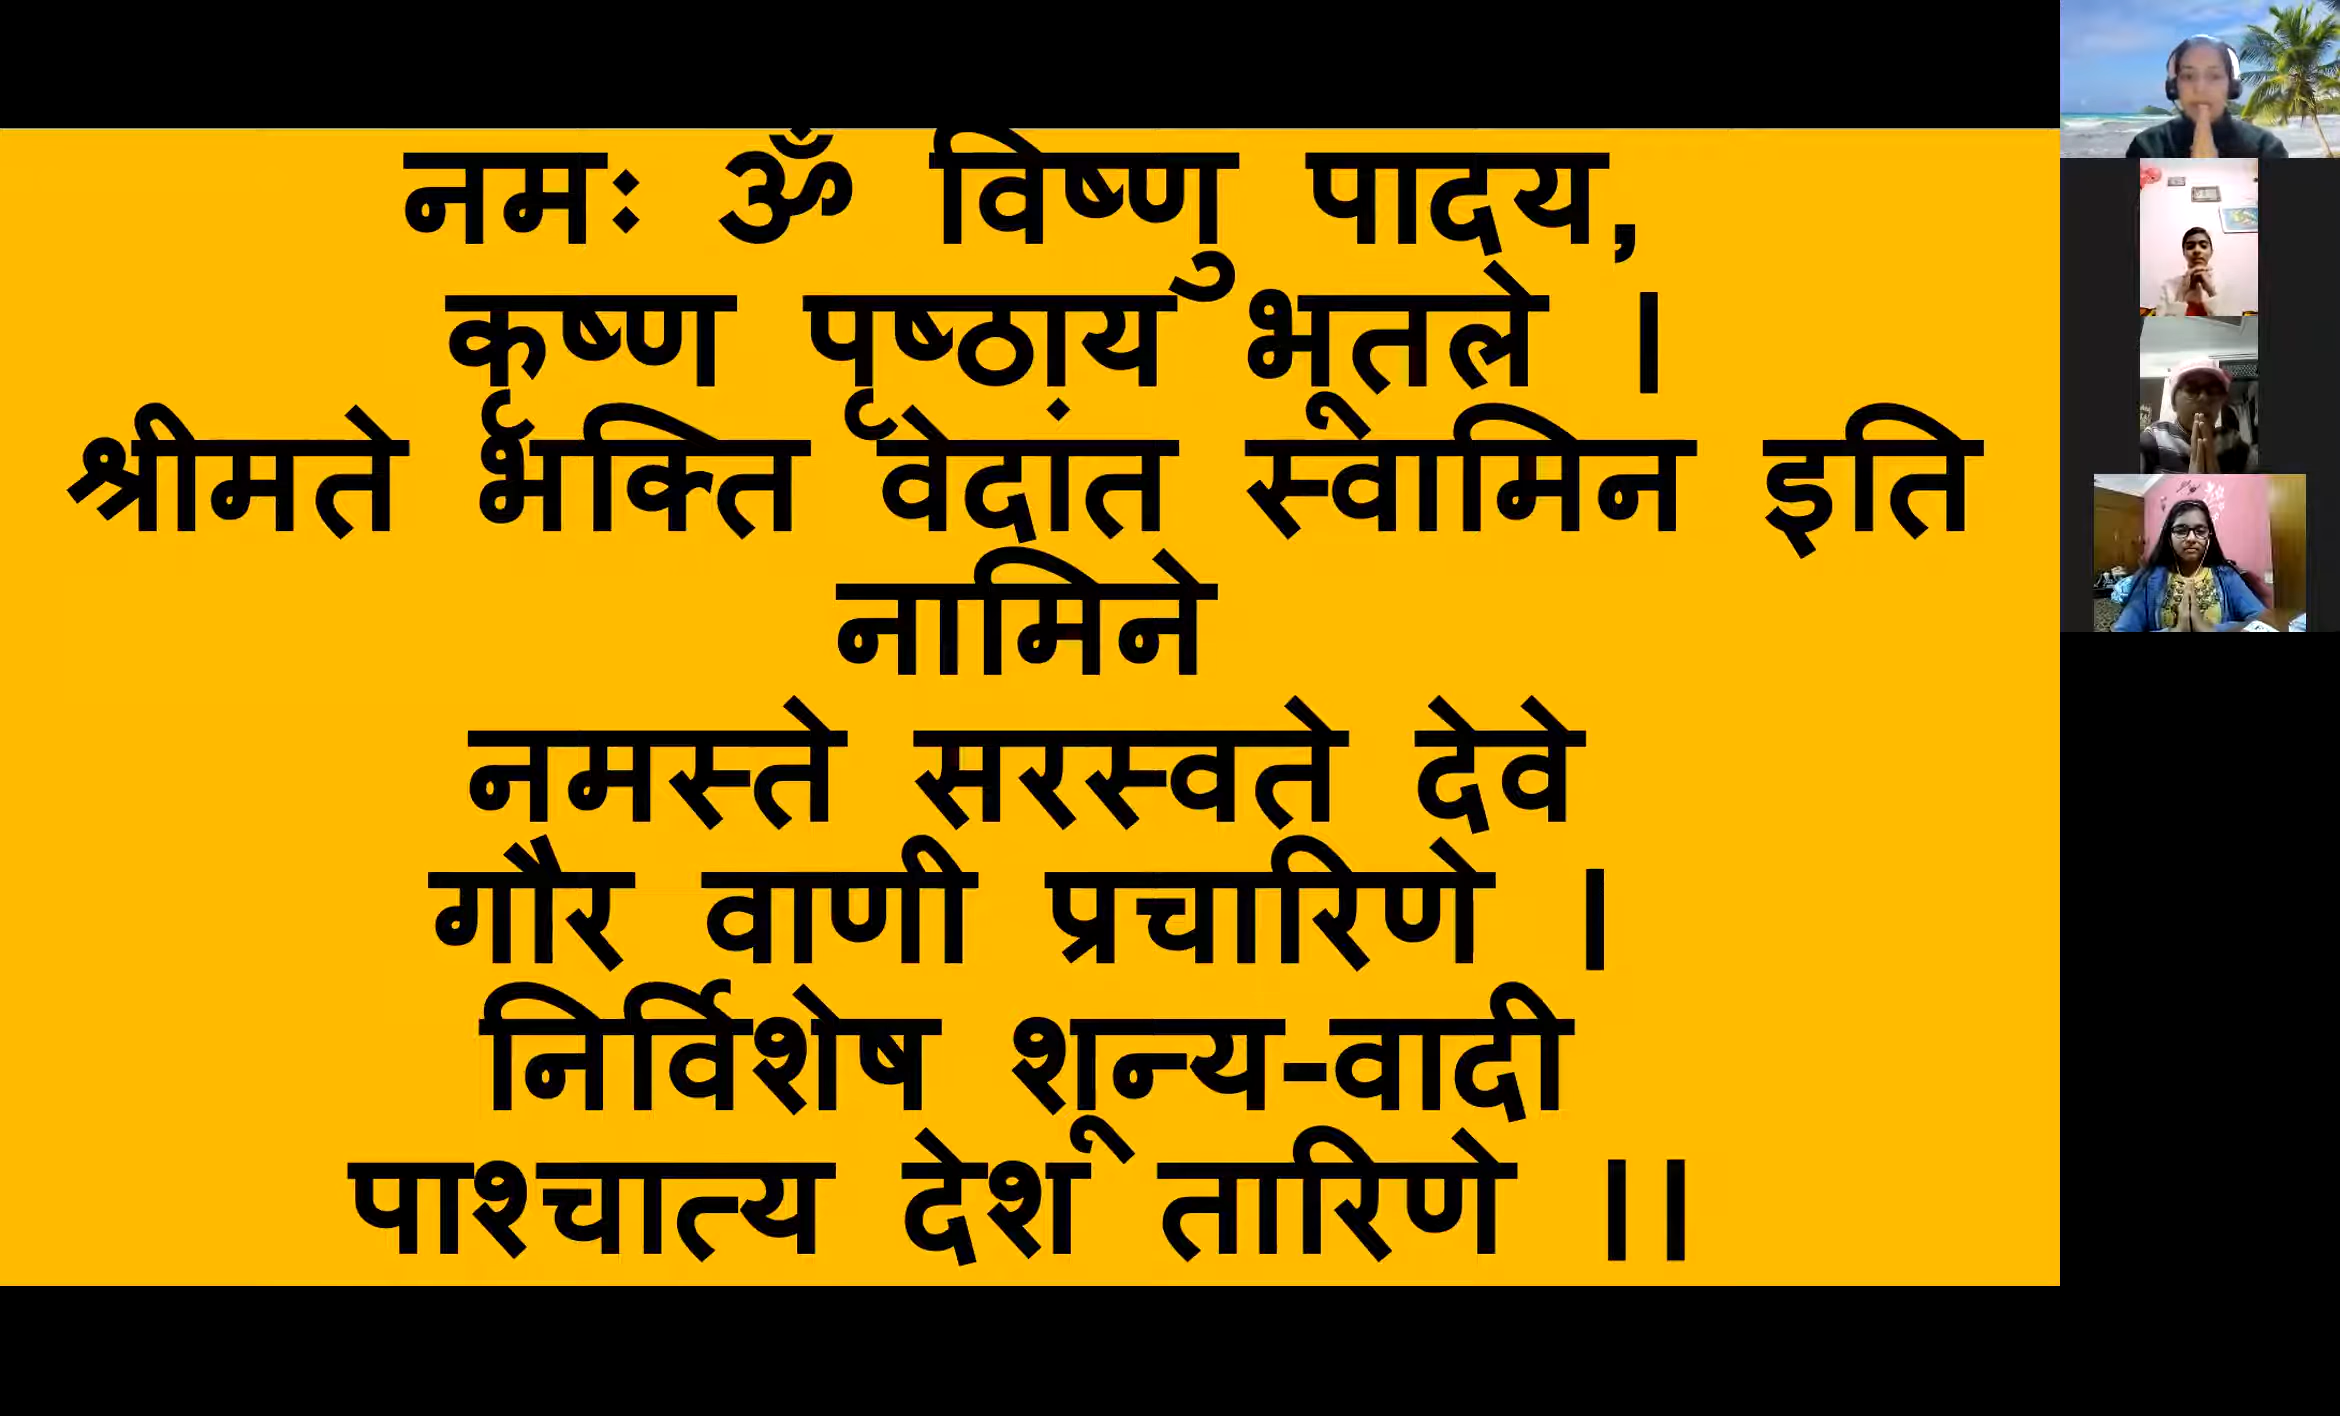 नमः ॐ विष्णु पादय,
कृष्ण पृष्ठाय़ भूतले ।
श्रीमते भक्ति वेदांत स्वामिन इति
नामिने
नमस्ते सरस्वते देवे
गौर वाणी प्रचारिणे ।
निर्विशेष शून्य-वादी
पाश्चात्य देश तारिणे ।।